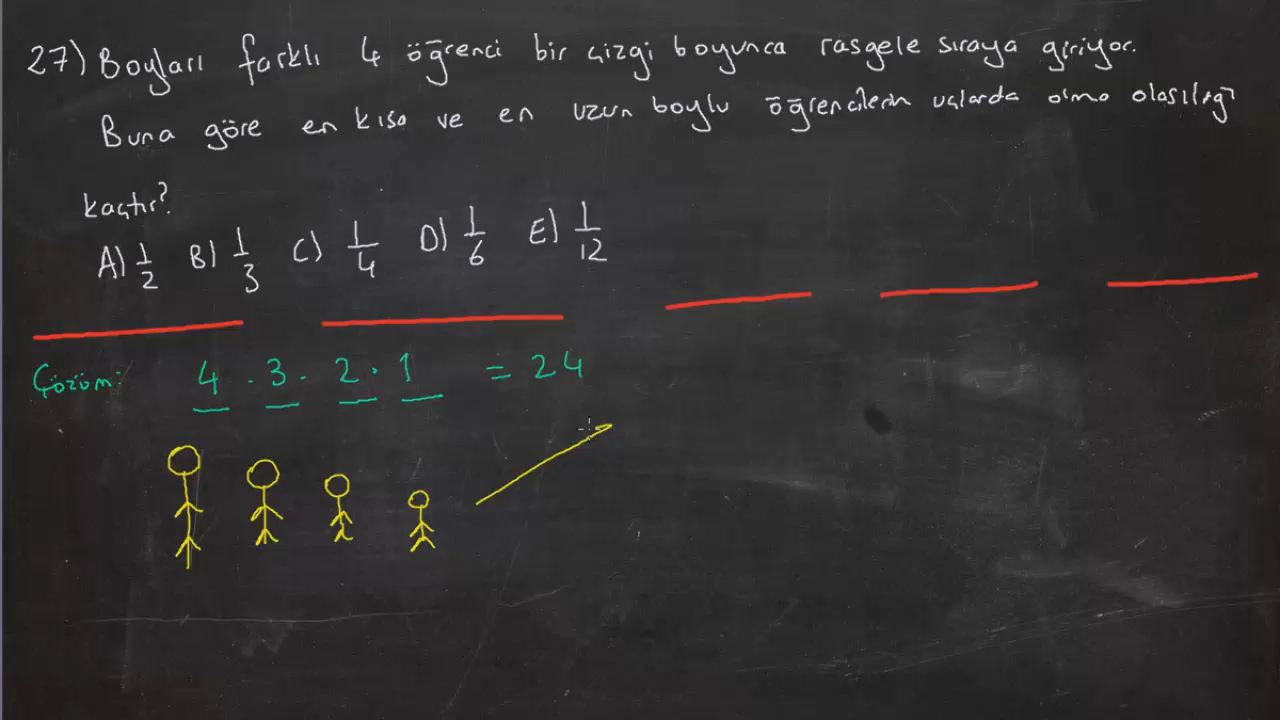 27) Boyları farklı 4 öğrenci bir çizgi boyunca rasgele sıraya giriyor.
Buna göre en kısa ve en uzun boylu öğrencilerin uçlarda olma olasılığı
kaçtır?
A) 1/2 B) 1/3 C) 1/4 D) 1/6 E) 1/12
Çözüm: 4 . 3 . 2 . 1 = 24